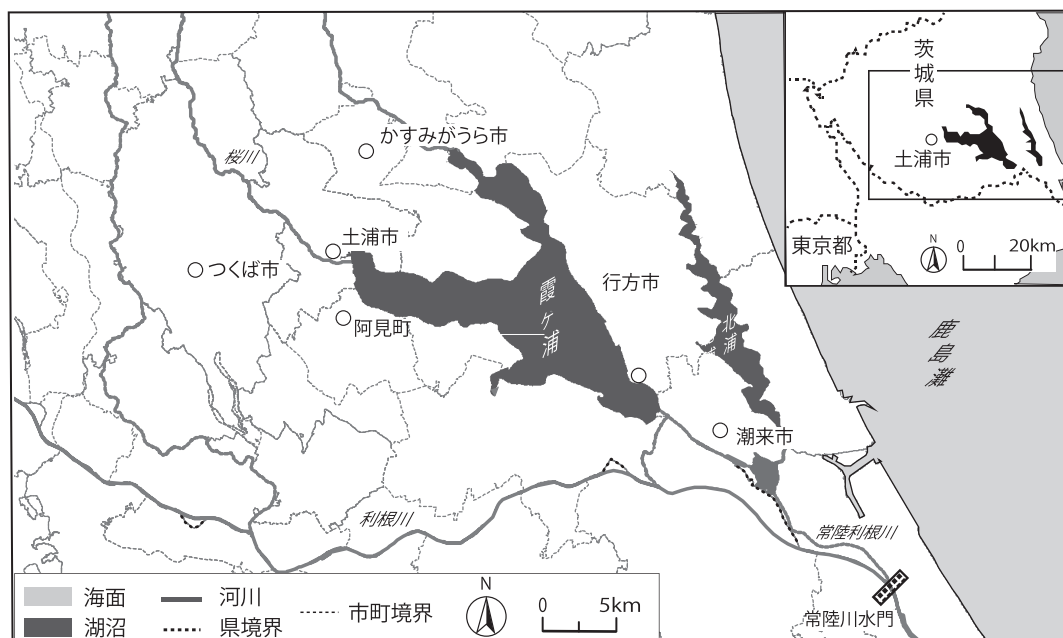 かすみがうら市
桜川
土浦市
つくば市
阿見町
霞ヶ浦
行方市
北浦
潮来市
鹿島灘
利根川
常陸利根川
常陸川水門
茨城県
土浦市
東京都
N
0 20km
海面
湖沼
河川
県境界
市町境界
N
0 5km